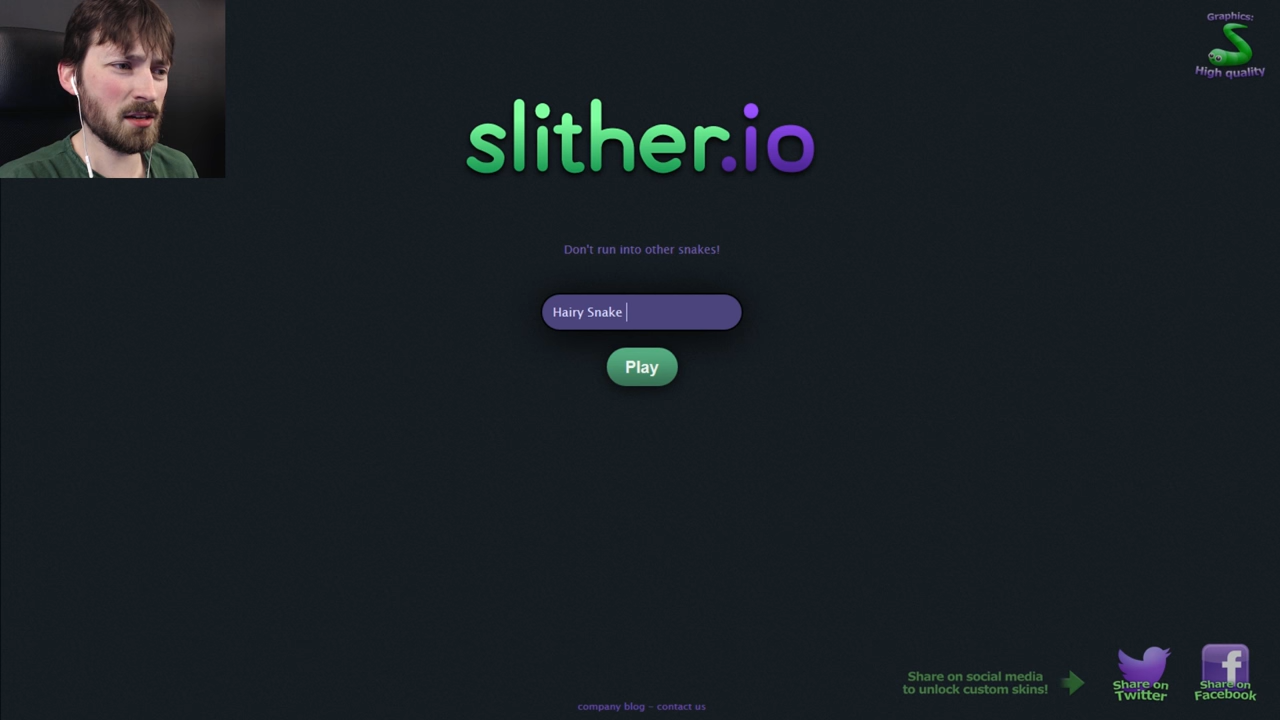 Graphics:
High quality
slither.io
Don't run into other snakes!
Hairy Snake
Play
Share on social media
to unlock custom skins!
Share on
Twitter
Share on
Facebook
company blog - contact us